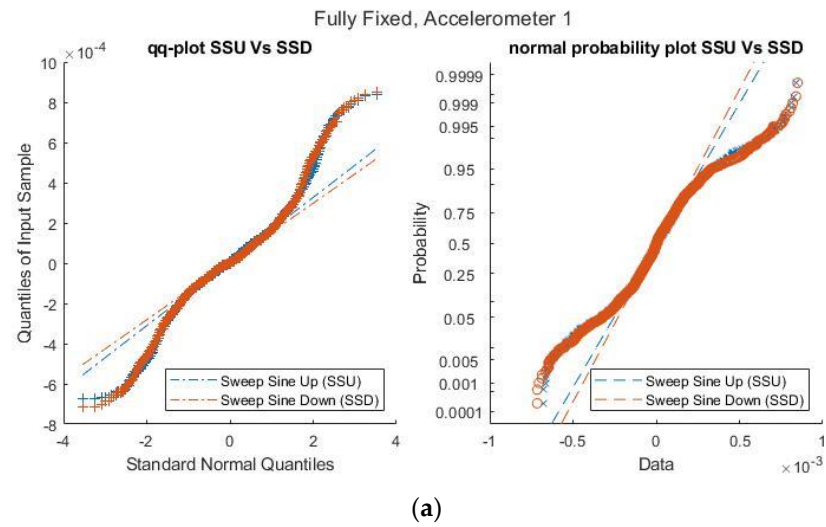 Fully Fixed, Accelerometer 1
qq-plot SSU Vs SSD
×10⁻⁴
10
8
6
4
2
0
-2
-4
-6
-8
Quantiles of Input Sample
-4
-2
0
2
4
Standard Normal Quantiles
Sweep Sine Up (SSU)
Sweep Sine Down (SSD)
normal probability plot SSU Vs SSD
0.9999
0.999
0.995
0.95
0.75
0.5
0.25
0.05
0.005
0.001
0.0001
Probability
-1
-0.5
0
0.5
1
×10⁻³
Data
Sweep Sine Up (SSU)
Sweep Sine Down (SSD)
(a)